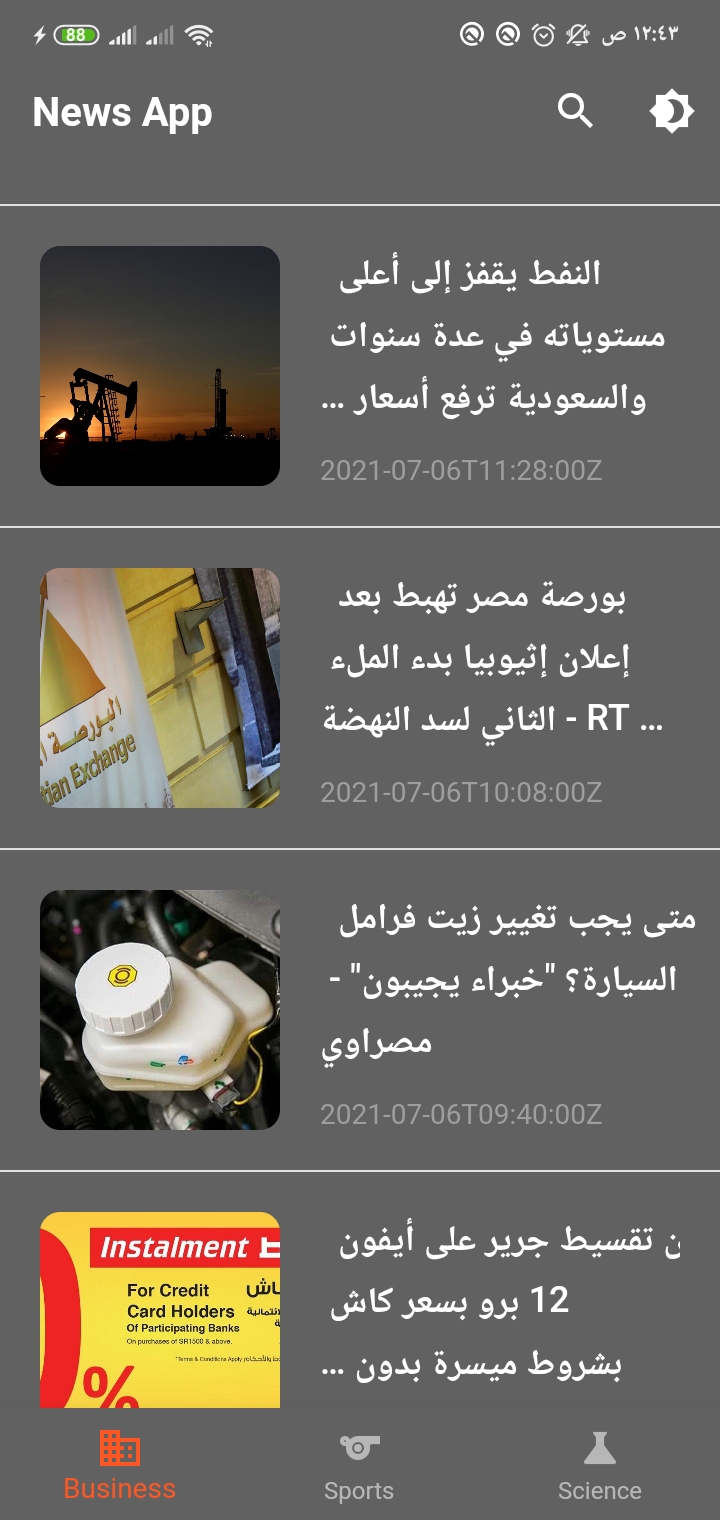 88
١٢:٤٣ ص
News App
النفط يقفز إلى أعلى
مستوياته في عدة سنوات
والسعودية ترفع أسعار ...
2021-07-06T11:28:00Z
البورصة
tian Exchange
بورصة مصر تهبط بعد
إعلان إثيوبيا بدء الملء
الثاني لسد النهضة - RT ...
2021-07-06T10:08:00Z
متى يجب تغيير زيت فرامل
السيارة؟ "خبراء يجيبون" -
مصراوي
2021-07-06T09:40:00Z
Instalment
For Credit
Card Holders
Of Participating Banks
On purchases of SR1500 & above.
*Terms & Conditions Apply
%
ن تقسيط جرير على أيفون
12 برو بسعر كاش
بشروط ميسرة بدون ...
Business
Sports
Science